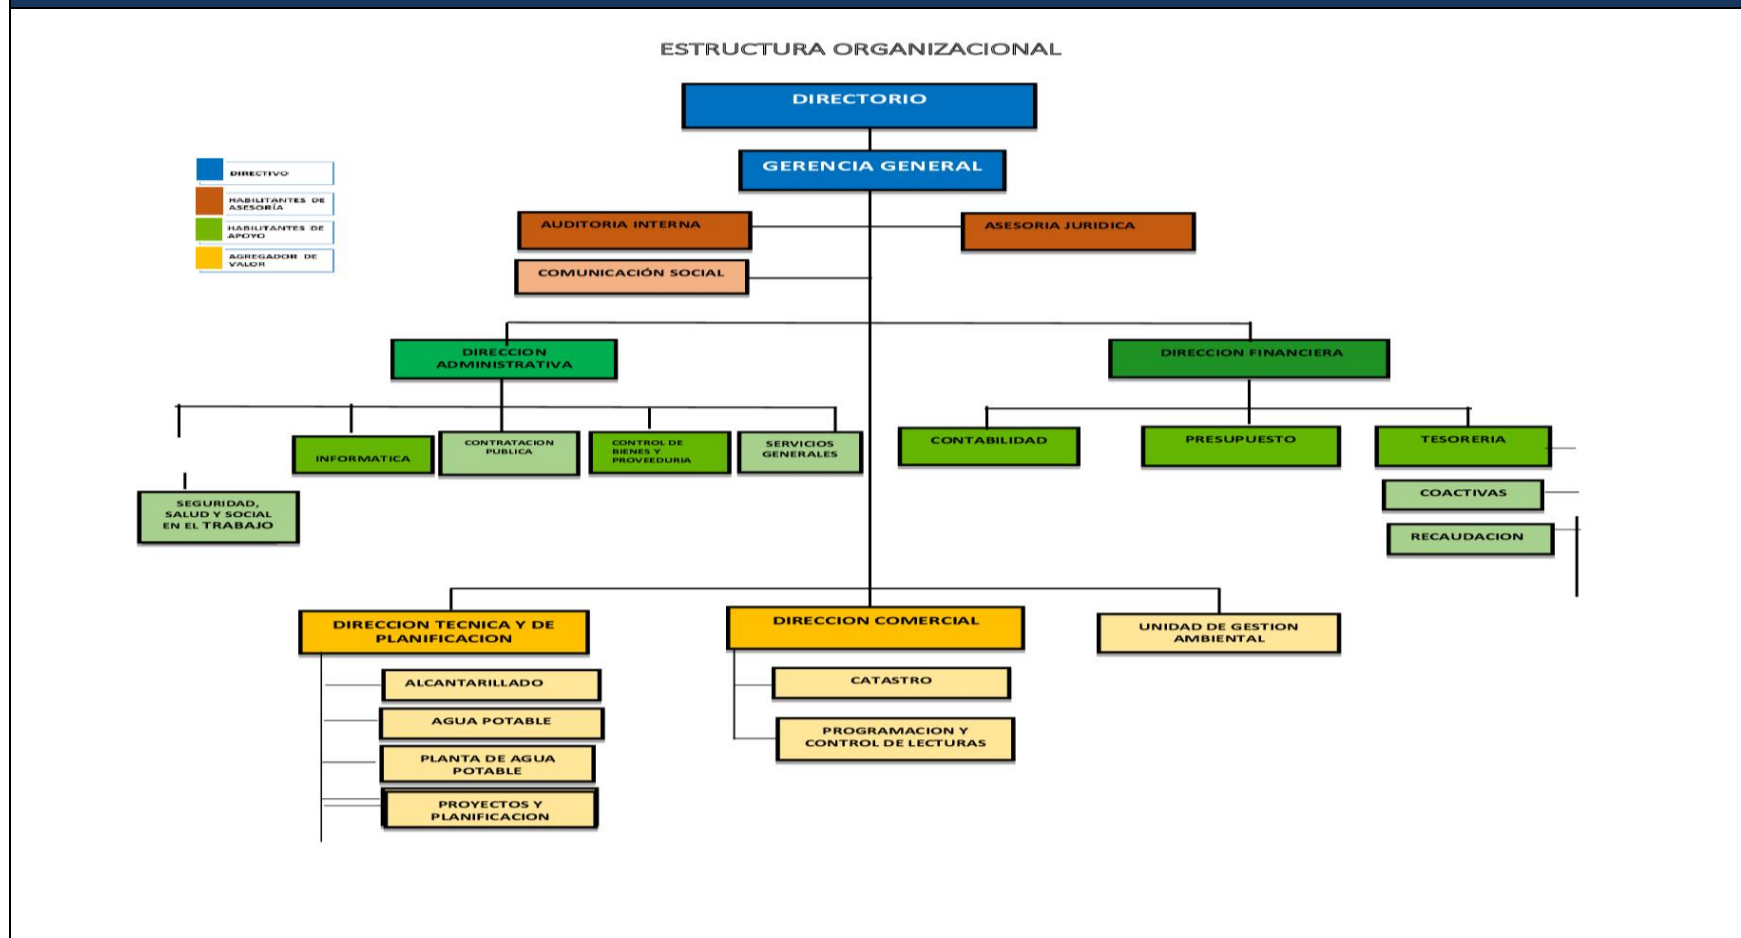 ESTRUCTURA ORGANIZACIONAL
DIRECTORIO
GERENCIA GENERAL
DIRECTIVO
HABILITANTES DE
ASESORÍA
HABILITANTES DE
APOYO
AGREGADOR DE
VALOR
AUDITORIA INTERNA
ASESORIA JURIDICA
COMUNICACIÓN SOCIAL
DIRECCION
ADMINISTRATIVA
DIRECCION FINANCIERA
INFORMATICA
CONTRATACION
PUBLICA
CONTROL DE
BIENES Y
PROVEEDURIA
SERVICIOS
GENERALES
CONTABILIDAD
PRESUPUESTO
TESORERIA
SEGURIDAD,
SALUD Y SOCIAL
EN EL TRABAJO
COACTIVAS
RECAUDACION
DIRECCION TECNICA Y DE
PLANIFICACION
DIRECCION COMERCIAL
UNIDAD DE GESTION
AMBIENTAL
ALCANTARILLADO
AGUA POTABLE
PLANTA DE AGUA
POTABLE
PROYECTOS Y
PLANIFICACION
CATASTRO
PROGRAMACION Y
CONTROL DE LECTURAS